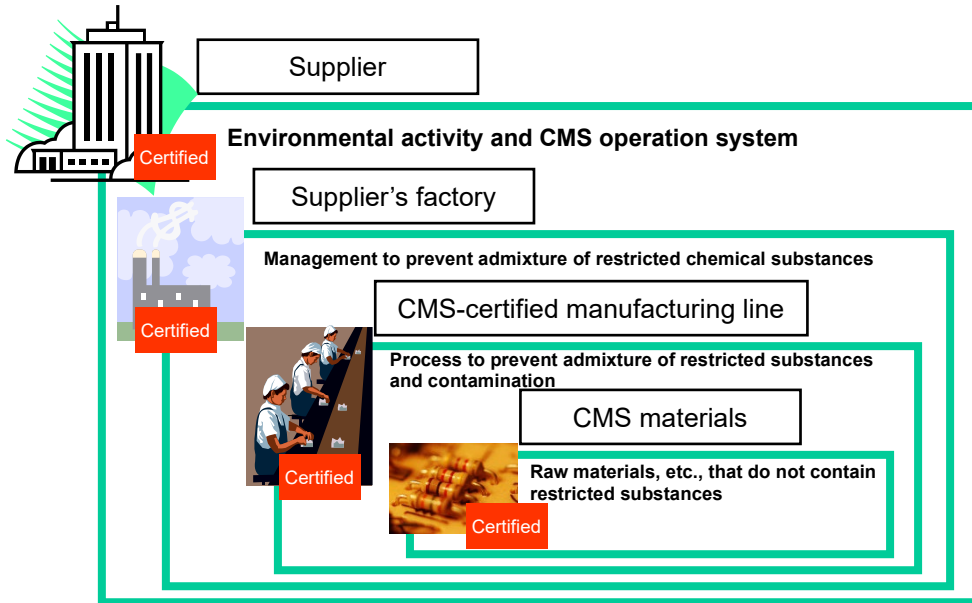 Supplier
Environmental activity and CMS operation system
Certified
Supplier’s factory
Management to prevent admixture of restricted chemical substances
CMS-certified manufacturing line
Certified
Process to prevent admixture of restricted substances
and contamination
CMS materials
Raw materials, etc., that do not contain
restricted substances
Certified
Certified